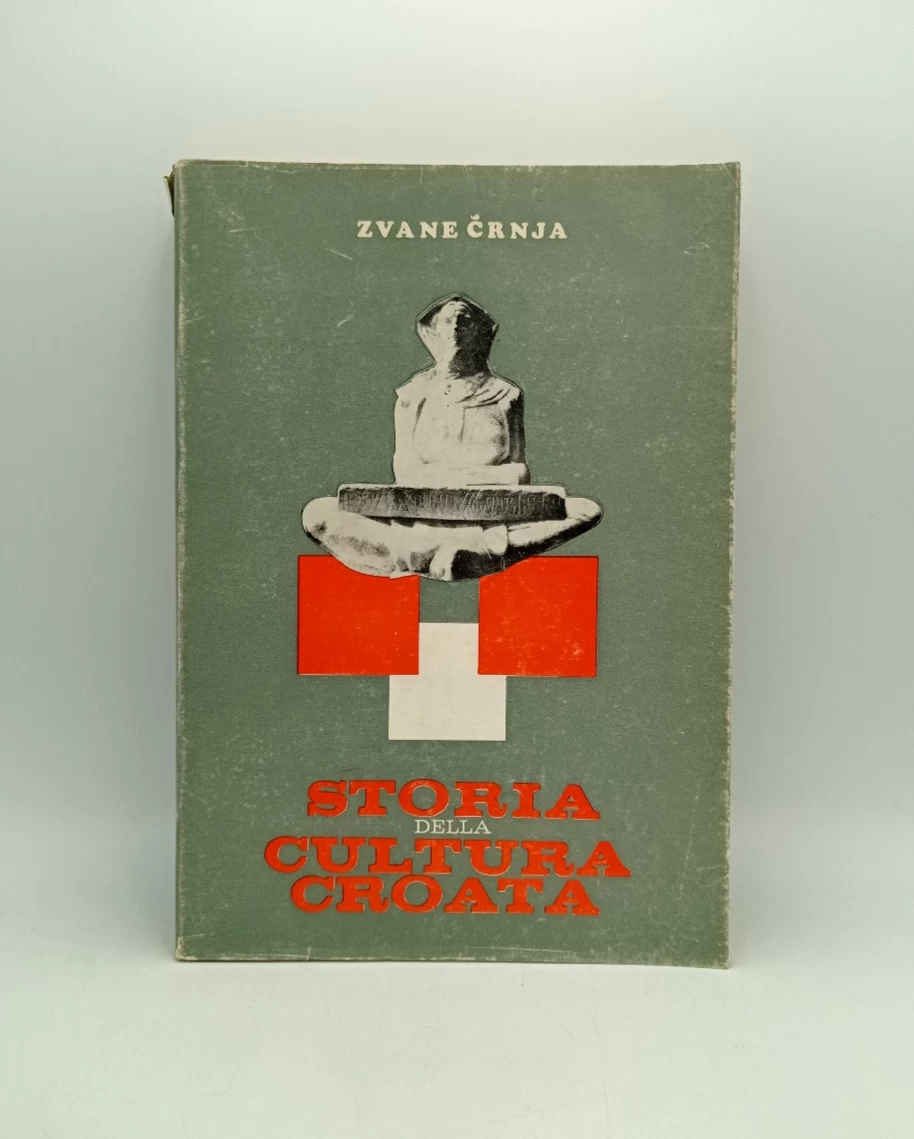 ZVANE ČRNJA
STORIA
DELLA
CULTURA
CROATA